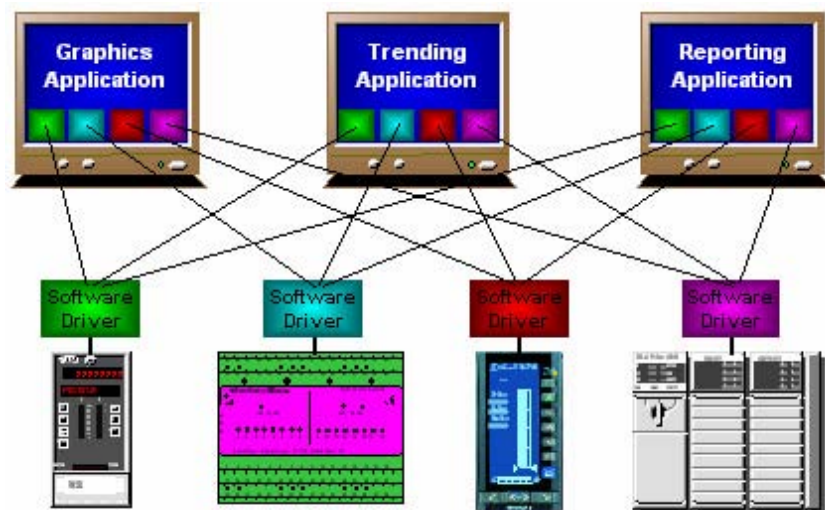 Graphics
Application
Trending
Application
Reporting
Application
Software
Driver
Software
Driver
Software
Driver
Software
Driver